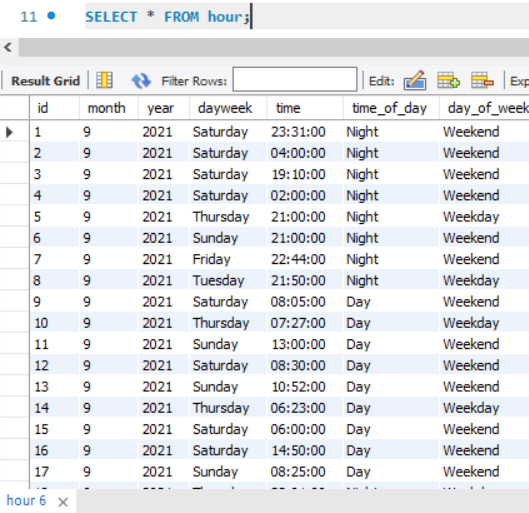 11 SELECT * FROM hour;
Result Grid Filter Rows: Edit: Exp
id month year dayweek time time_of_day day_of_week
1 9 2021 Saturday 23:31:00 Night Weekend
2 9 2021 Saturday 04:00:00 Night Weekend
3 9 2021 Saturday 19:10:00 Night Weekend
4 9 2021 Saturday 02:00:00 Night Weekend
5 9 2021 Thursday 21:00:00 Night Weekday
6 9 2021 Sunday 21:00:00 Night Weekend
7 9 2021 Friday 22:44:00 Night Weekend
8 9 2021 Tuesday 21:50:00 Night Weekday
9 9 2021 Saturday 08:05:00 Day Weekend
10 9 2021 Thursday 07:27:00 Day Weekday
11 9 2021 Sunday 13:00:00 Day Weekend
12 9 2021 Saturday 08:30:00 Day Weekend
13 9 2021 Sunday 10:52:00 Day Weekend
14 9 2021 Thursday 06:23:00 Day Weekday
15 9 2021 Saturday 06:00:00 Day Weekend
16 9 2021 Saturday 14:50:00 Day Weekend
17 9 2021 Sunday 08:25:00 Day Weekend
hour 6